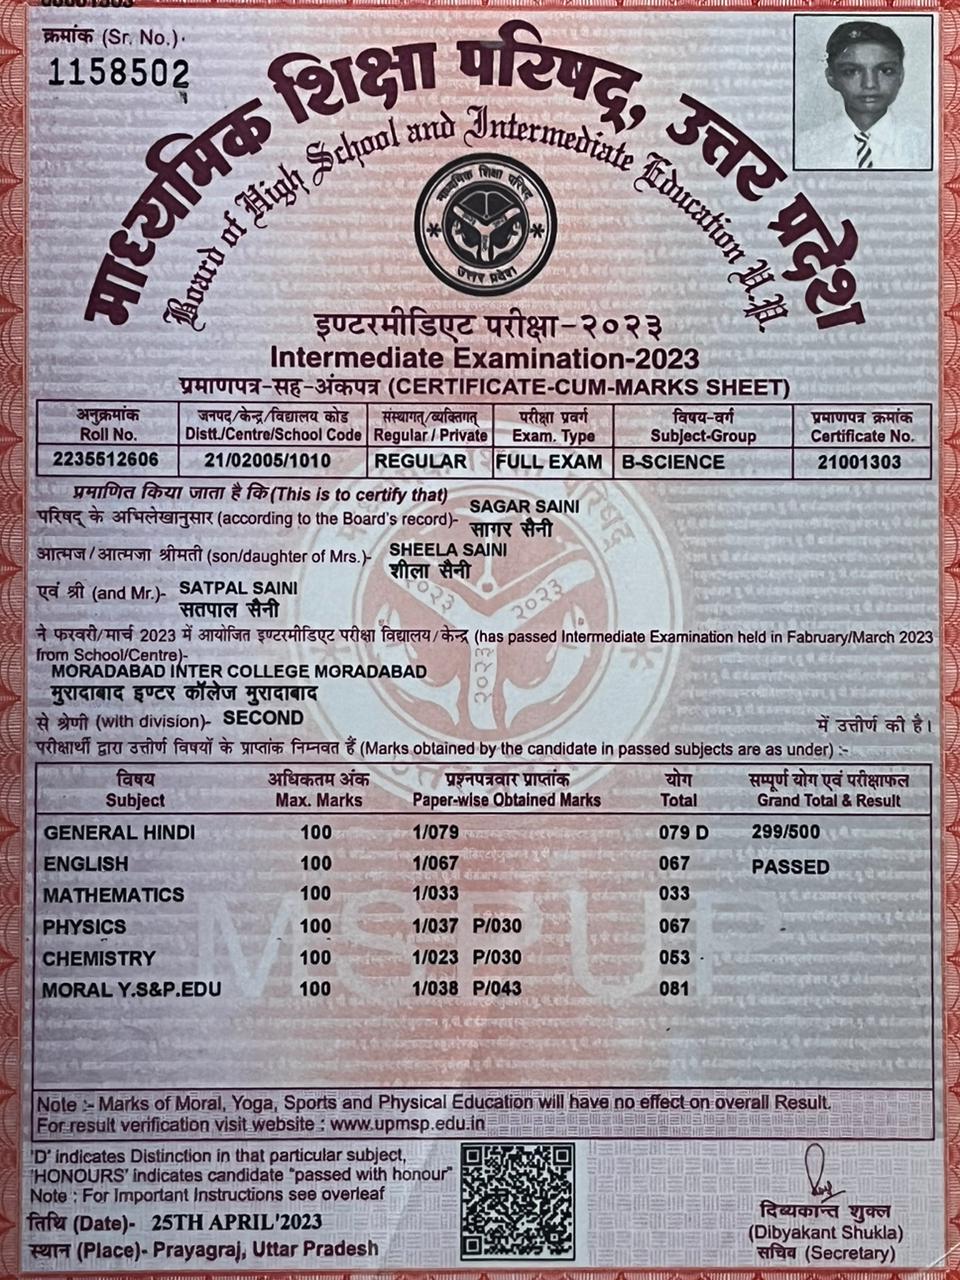 क्रमांक (Sr. No.)
1158502
माध्यमिक शिक्षा परिषद्, उत्तर प्रदेश
Board of High School and Intermediate Education U.P.
माध्यमिक शिक्षा परिषद
उत्तर प्रदेश
इण्टरमीडिएट परीक्षा-२०२३
Intermediate Examination-2023
प्रमाणपत्र-सह-अंकपत्र (CERTIFICATE-CUM-MARKS SHEET)
अनुक्रमांक जनपद/केन्द्र/विद्यालय कोड संस्थागत्/व्यक्तिगत् परीक्षा प्रवर्ग विषय-वर्ग प्रमाणपत्र क्रमांक
Roll No. Distt./Centre/School Code Regular / Private Exam. Type Subject-Group Certificate No.
2235512606 21/02005/1010 REGULAR FULL EXAM B-SCIENCE 21001303
प्रमाणित किया जाता है कि (This is to certify that)
परिषद् के अभिलेखानुसार (according to the Board's record)- SAGAR SAINI
सागर सैनी
आत्मज/आत्मजा श्रीमती (son/daughter of Mrs.)- SHEELA SAINI
शीला सैनी
एवं श्री (and Mr.)- SATPAL SAINI
सतपाल सैनी
ने फरवरी/मार्च 2023 में आयोजित इण्टरमीडिएट परीक्षा विद्यालय/केन्द्र (has passed Intermediate Examination held in Fabruary/March 2023
from School/Centre)-
MORADABAD INTER COLLEGE MORADABAD
मुरादाबाद इण्टर कॉलेज मुरादाबाद
से श्रेणी (with division)- SECOND में उत्तीर्ण की है।
परीक्षार्थी द्वारा उत्तीर्ण विषयों के प्राप्तांक निम्नवत हैं (Marks obtained by the candidate in passed subjects are as under) :-
विषय अधिकतम अंक प्रश्नपत्रवार प्राप्तांक योग सम्पूर्ण योग एवं परीक्षाफल
Subject Max. Marks Paper-wise Obtained Marks Total Grand Total & Result
GENERAL HINDI 100 1/079 079 D 299/500
ENGLISH 100 1/067 067 PASSED
MATHEMATICS 100 1/033 033
PHYSICS 100 1/037 P/030 067
CHEMISTRY 100 1/023 P/030 053
MORAL Y.S&P.EDU 100 1/038 P/043 081
MSPUP
Note :- Marks of Moral, Yoga, Sports and Physical Education will have no effect on overall Result.
For result verification visit website : www.upmsp.edu.in
'D' indicates Distinction in that particular subject,
'HONOURS' indicates candidate "passed with honour"
Note : For Important Instructions see overleaf
तिथि (Date)- 25TH APRIL'2023
स्थान (Place)- Prayagraj, Uttar Pradesh
दिव्यकान्त शुक्ल
(Dibyakant Shukla)
सचिव (Secretary)